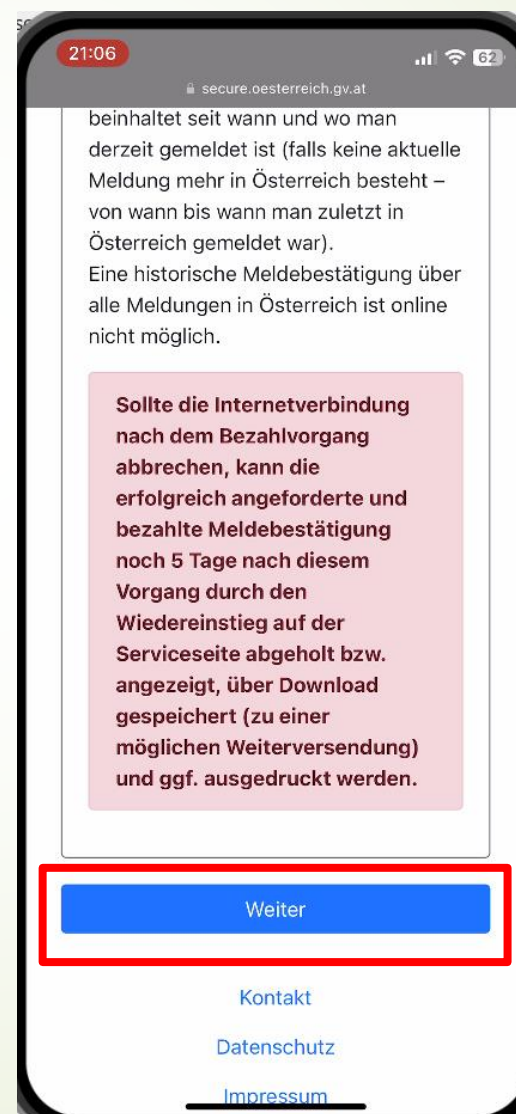 21:06
62
secure.oesterreich.gv.at
beinhaltet seit wann und wo man
derzeit gemeldet ist (falls keine aktuelle
Meldung mehr in Österreich besteht –
von wann bis wann man zuletzt in
Österreich gemeldet war).
Eine historische Meldebestätigung über
alle Meldungen in Österreich ist online
nicht möglich.
Sollte die Internetverbindung
nach dem Bezahlvorgang
abbrechen, kann die
erfolgreich angeforderte und
bezahlte Meldebestätigung
noch 5 Tage nach diesem
Vorgang durch den
Wiedereinstieg auf der
Serviceseite abgeholt bzw.
angezeigt, über Download
gespeichert (zu einer
möglichen Weiterversendung)
und ggf. ausgedruckt werden.
Weiter
Kontakt
Datenschutz
Impressum